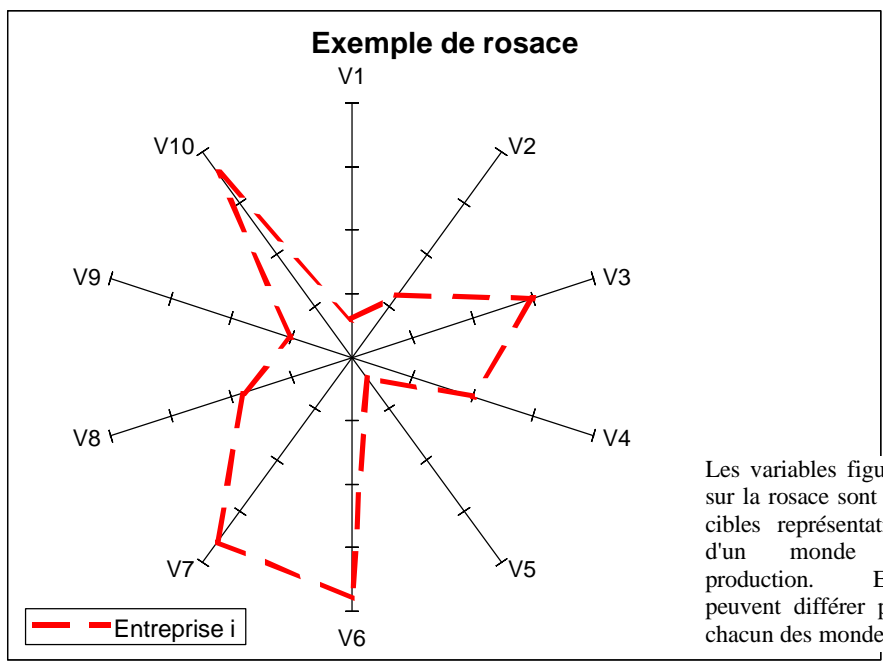 Exemple de rosace
V1
V10
V2
V9
V3
V8
V4
V7
V5
V6
Entreprise i
Les variables figu
sur la rosace sont
cibles représentat
d'un monde
production. E
peuvent différer p
chacun des monde